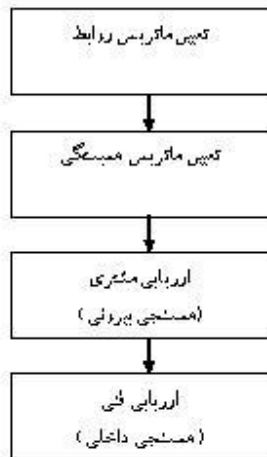 تعیین ماتریس روابط
تعیین ماتریس همبستگی
ارزیابی مشتری
(همسنجی بیرونی)
ارزیابی فنی
(همسنجی داخلی)